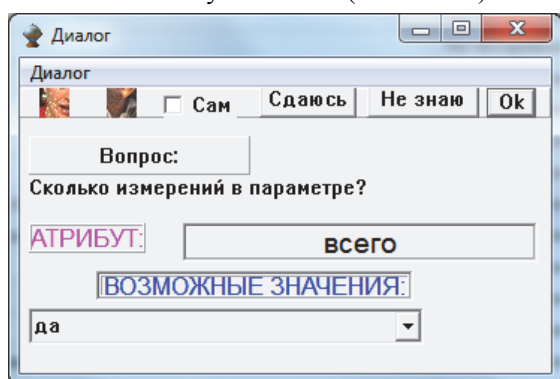 Диалог
Диалог
Сам Сдаюсь Не знаю Ok
Вопрос:
Сколько измерений в параметре?
АТРИБУТ: всего
ВОЗМОЖНЫЕ ЗНАЧЕНИЯ:
да